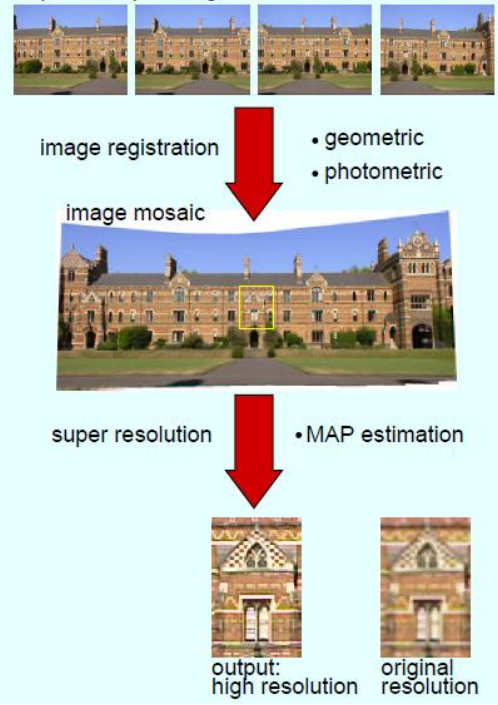 image registration
• geometric
• photometric
image mosaic
super resolution
• MAP estimation
output:
high resolution
original
resolution